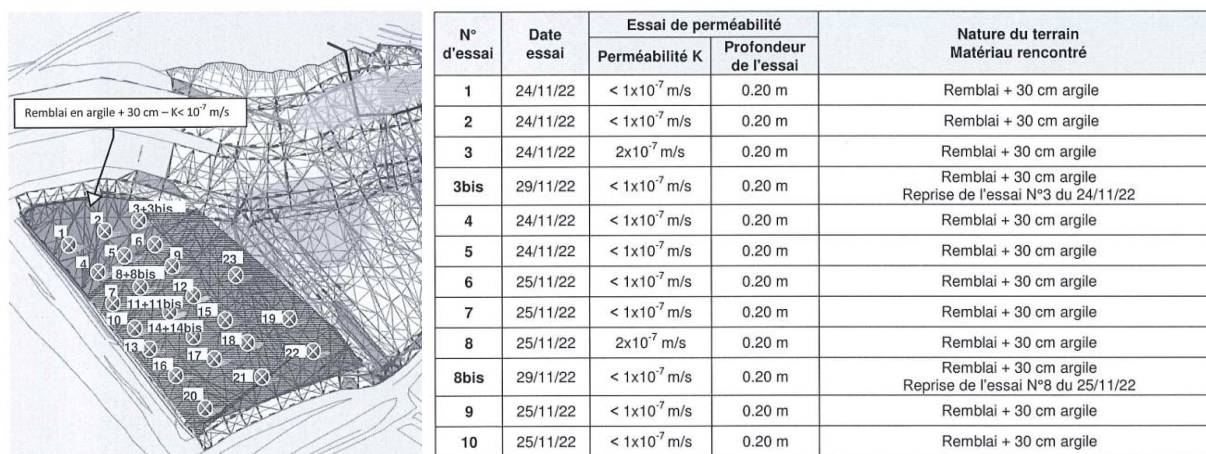 Remblai en argile + 30 cm – K< 10⁻⁷ m/s
3+3bis
2
1
6
5
9
4
8+8bis
23
7
12
11+11bis
10
15
19
14+14bis
13
18
17
22
16
21
20
N° d'essai | Date essai | Essai de perméabilité | Nature du terrain Matériau rencontré
Perméabilité K | Profondeur de l'essai
1 | 24/11/22 | < 1x10⁻⁷ m/s | 0.20 m | Remblai + 30 cm argile
2 | 24/11/22 | < 1x10⁻⁷ m/s | 0.20 m | Remblai + 30 cm argile
3 | 24/11/22 | 2x10⁻⁷ m/s | 0.20 m | Remblai + 30 cm argile
3bis | 29/11/22 | < 1x10⁻⁷ m/s | 0.20 m | Remblai + 30 cm argile
Reprise de l'essai N°3 du 24/11/22
4 | 24/11/22 | < 1x10⁻⁷ m/s | 0.20 m | Remblai + 30 cm argile
5 | 24/11/22 | < 1x10⁻⁷ m/s | 0.20 m | Remblai + 30 cm argile
6 | 25/11/22 | < 1x10⁻⁷ m/s | 0.20 m | Remblai + 30 cm argile
7 | 25/11/22 | < 1x10⁻⁷ m/s | 0.20 m | Remblai + 30 cm argile
8 | 25/11/22 | 2x10⁻⁷ m/s | 0.20 m | Remblai + 30 cm argile
8bis | 29/11/22 | < 1x10⁻⁷ m/s | 0.20 m | Remblai + 30 cm argile
Reprise de l'essai N°8 du 25/11/22
9 | 25/11/22 | < 1x10⁻⁷ m/s | 0.20 m | Remblai + 30 cm argile
10 | 25/11/22 | < 1x10⁻⁷ m/s | 0.20 m | Remblai + 30 cm argile